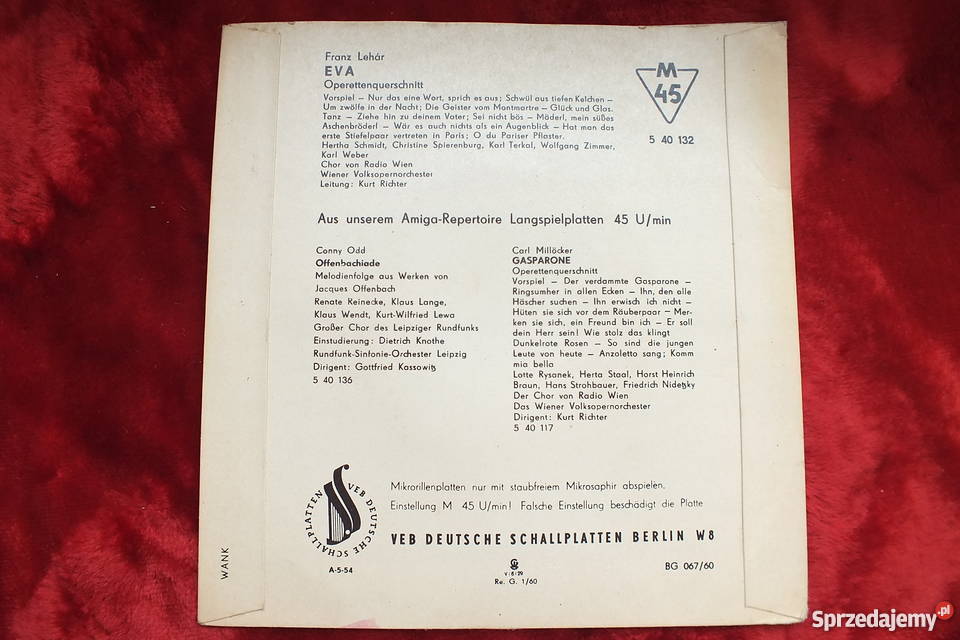 Franz Lehár
EVA
Operettenquerschnitt
Vorspiel – Nur das eine Wort, sprich es aus; Schwül aus tiefen Kelchen –
Um zwölfe in der Nacht; Die Geister vom Montmartre – Glück und Glas.
Tanz – Ziehe hin zu deinem Vater; Sei nicht bös – Mäderl, mein süßes
Aschenbröderl – Wär es auch nichts als ein Augenblick – Hat man das
erste Stiefelpaar vertreten in Paris; O du Pariser Pflaster.
Hertha Schmidt, Christine Spierenburg, Karl Terkal, Wolfgang Zimmer,
Karl Weber
Chor von Radio Wien
Wiener Volksopernorchester
Leitung: Kurt Richter
M
45
5 40 132
Aus unserem Amiga-Repertoire Langspielplatten 45 U/min
Conny Odd
Offenbachiade
Melodienfolge aus Werken von
Jacques Offenbach
Renate Reinecke, Klaus Lange,
Klaus Wendt, Kurt-Wilfried Lewa
Großer Chor des Leipziger Rundfunks
Einstudierung: Dietrich Knothe
Rundfunk-Sinfonie-Orchester Leipzig
Dirigent: Gottfried Kassowitz
5 40 136
Carl Millöcker
GASPARONE
Operettenquerschnitt
Vorspiel – Der verdammte Gasparone –
Ringsumher in allen Ecken – Ihn, den alle
Häscher suchen – Ihn erwisch ich nicht –
Hüten sie sich vor dem Räuberpaar – Mer-
ken sie sich, ein Freund bin ich – Er soll
dein Herr sein! Wie stolz das klingt
Dunkelrote Rosen – So sind die jungen
Leute von heute – Anzoletto sang; Komm
mia bella
Lotte Rysanek, Herta Staal, Horst Heinrich
Braun, Hans Strohbauer, Friedrich Nidetzky
Der Chor von Radio Wien
Das Wiener Volksopernorchester
Dirigent: Kurt Richter
5 40 117
VEB DEUTSCHE SCHALLPLATTEN
A-5-54
Mikrorillenplatten nur mit staubfreiem Mikrosaphir abspielen.
Einstellung M 45 U/min! Falsche Einstellung beschädigt die Platte
VEB DEUTSCHE SCHALLPLATTEN BERLIN W8
V-8-29
Re. G. 1/60
BG 067/60
WANK
Sprzedajemy.pl